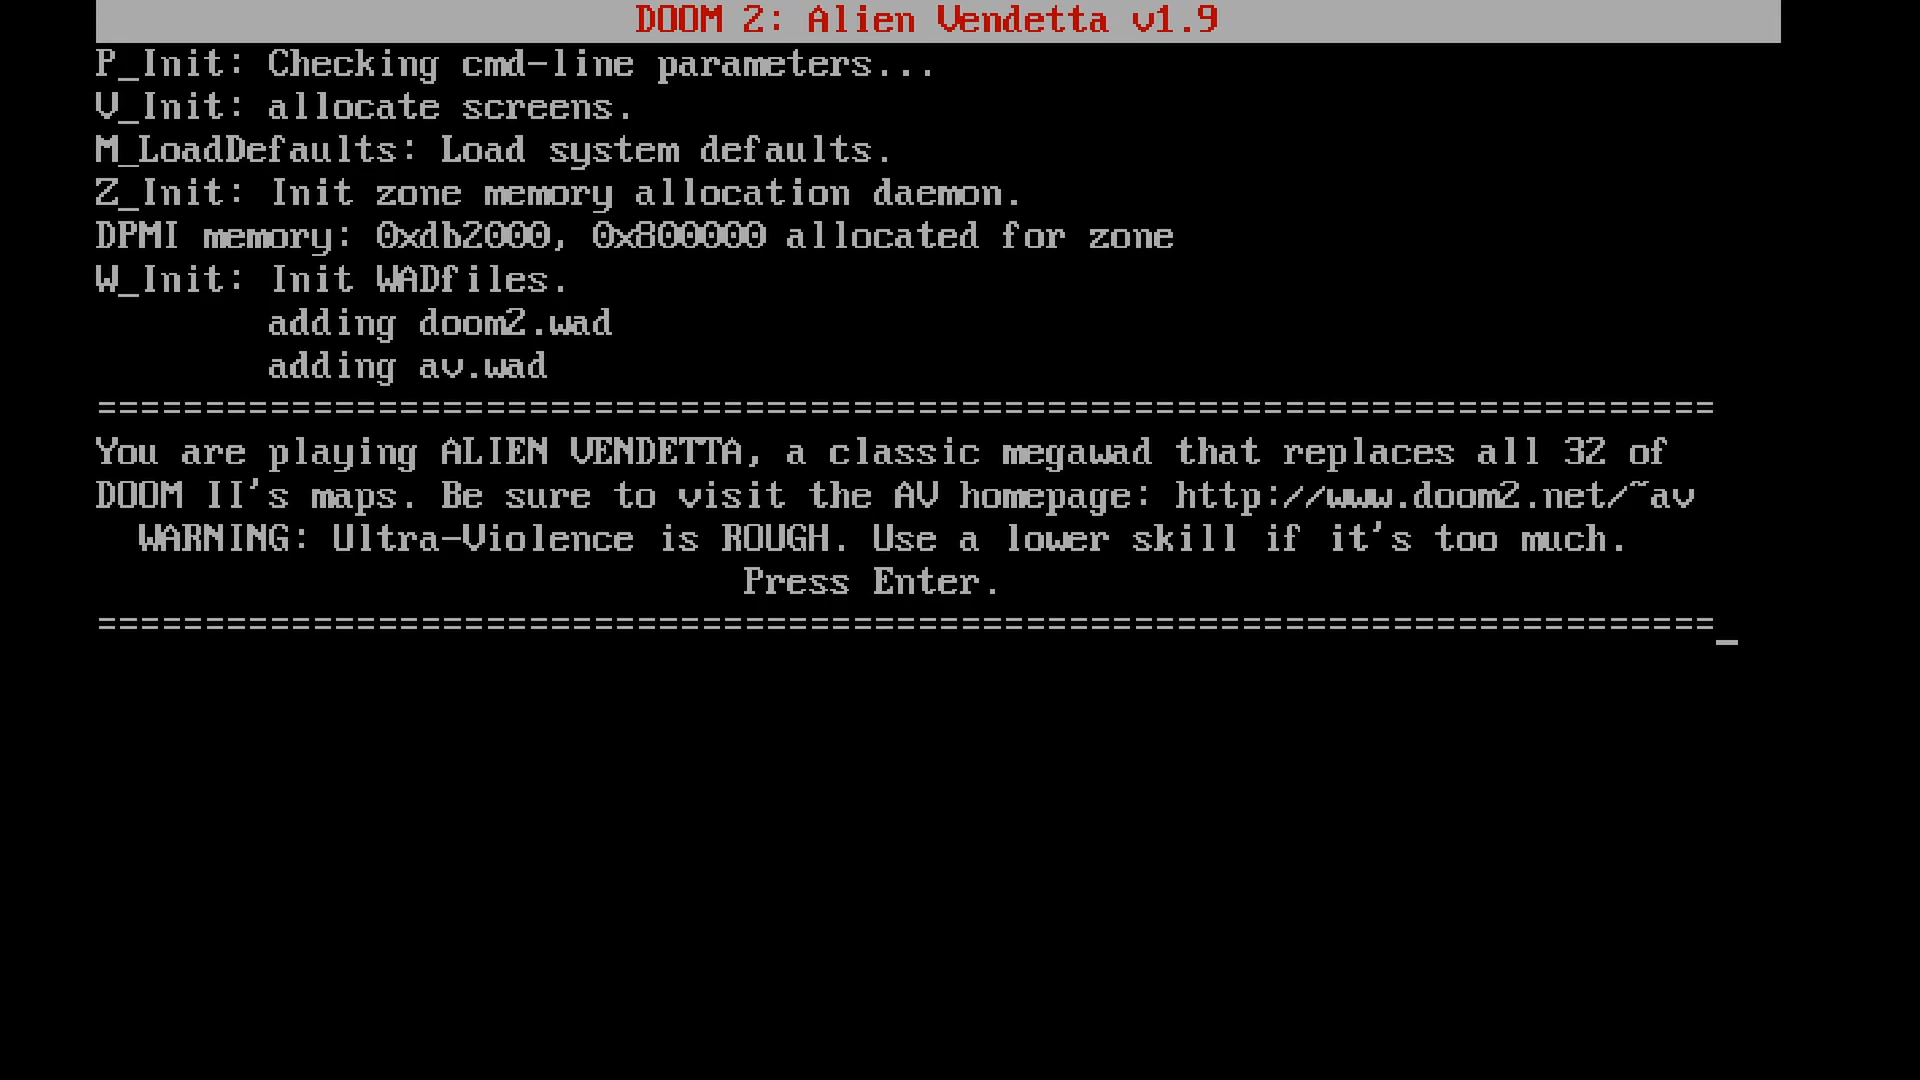 DOOM 2: Alien Vendetta v1.9
P_Init: Checking cmd-line parameters...
V_Init: allocate screens.
M_LoadDefaults: Load system defaults.
Z_Init: Init zone memory allocation daemon.
DPMI memory: 0xdb2000, 0x800000 allocated for zone
W_Init: Init WADfiles.
adding doom2.wad
adding av.wad
===========================================================================
You are playing ALIEN VENDETTA, a classic megawad that replaces all 32 of
DOOM II's maps. Be sure to visit the AV homepage: http://www.doom2.net/~av
WARNING: Ultra-Violence is ROUGH. Use a lower skill if it's too much.
Press Enter.
===========================================================================_